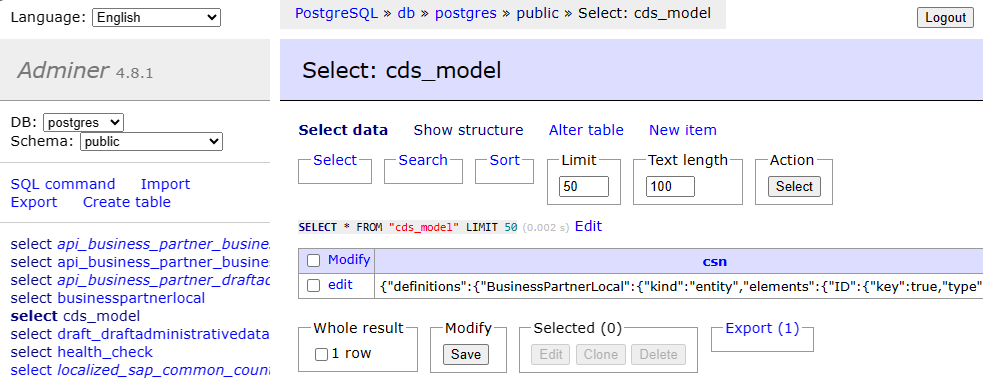 Language: English
PostgreSQL » db » postgres » public » Select: cds_model
Logout
Adminer 4.8.1
Select: cds_model
DB: postgres
Schema: public
SQL command Import
Export Create table
select api_business_partner_busine
select api_business_partner_busine
select api_business_partner_draftac
select businesspartnerlocal
select cds_model
select draft_draftadministrativedata
select health_check
select localized_sap_common_coun
Select data Show structure Alter table New item
Select Search Sort Limit Text length Action
50 100 Select
SELECT * FROM "cds_model" LIMIT 50 (0.002 s) Edit
Modify csn
edit {"definitions":{"BusinessPartnerLocal":{"kind":"entity","elements":{"ID":{"key":true,"type"
Whole result Modify Selected (0) Export (1)
1 row Save Edit Clone Delete